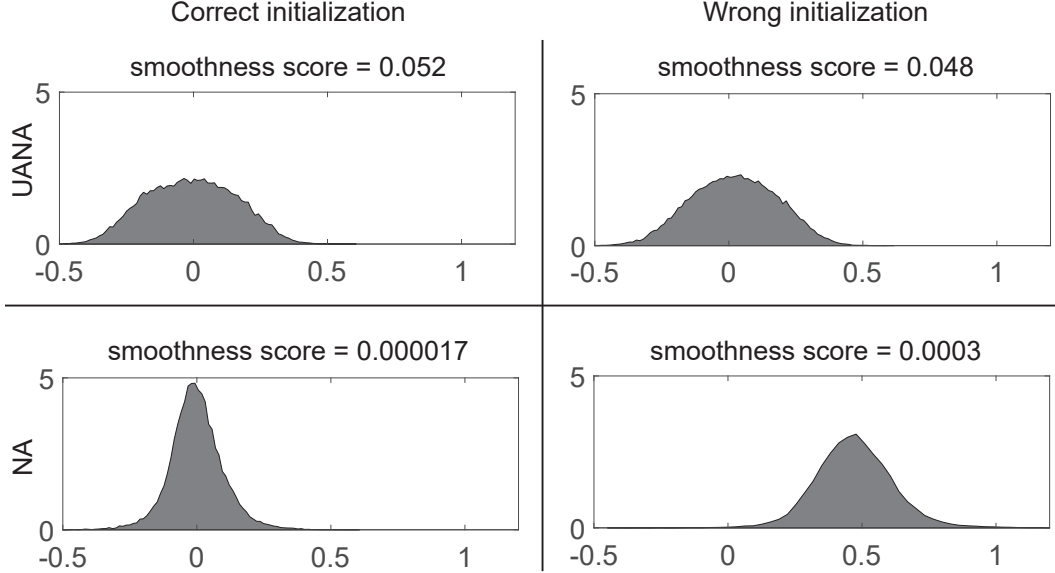 Correct initialization
Wrong initialization
smoothness score = 0.052
smoothness score = 0.048
UANA
5
0
-0.5 0 0.5 1
5
0
-0.5 0 0.5 1
smoothness score = 0.000017
smoothness score = 0.0003
NA
5
0
-0.5 0 0.5 1
5
0
-0.5 0 0.5 1